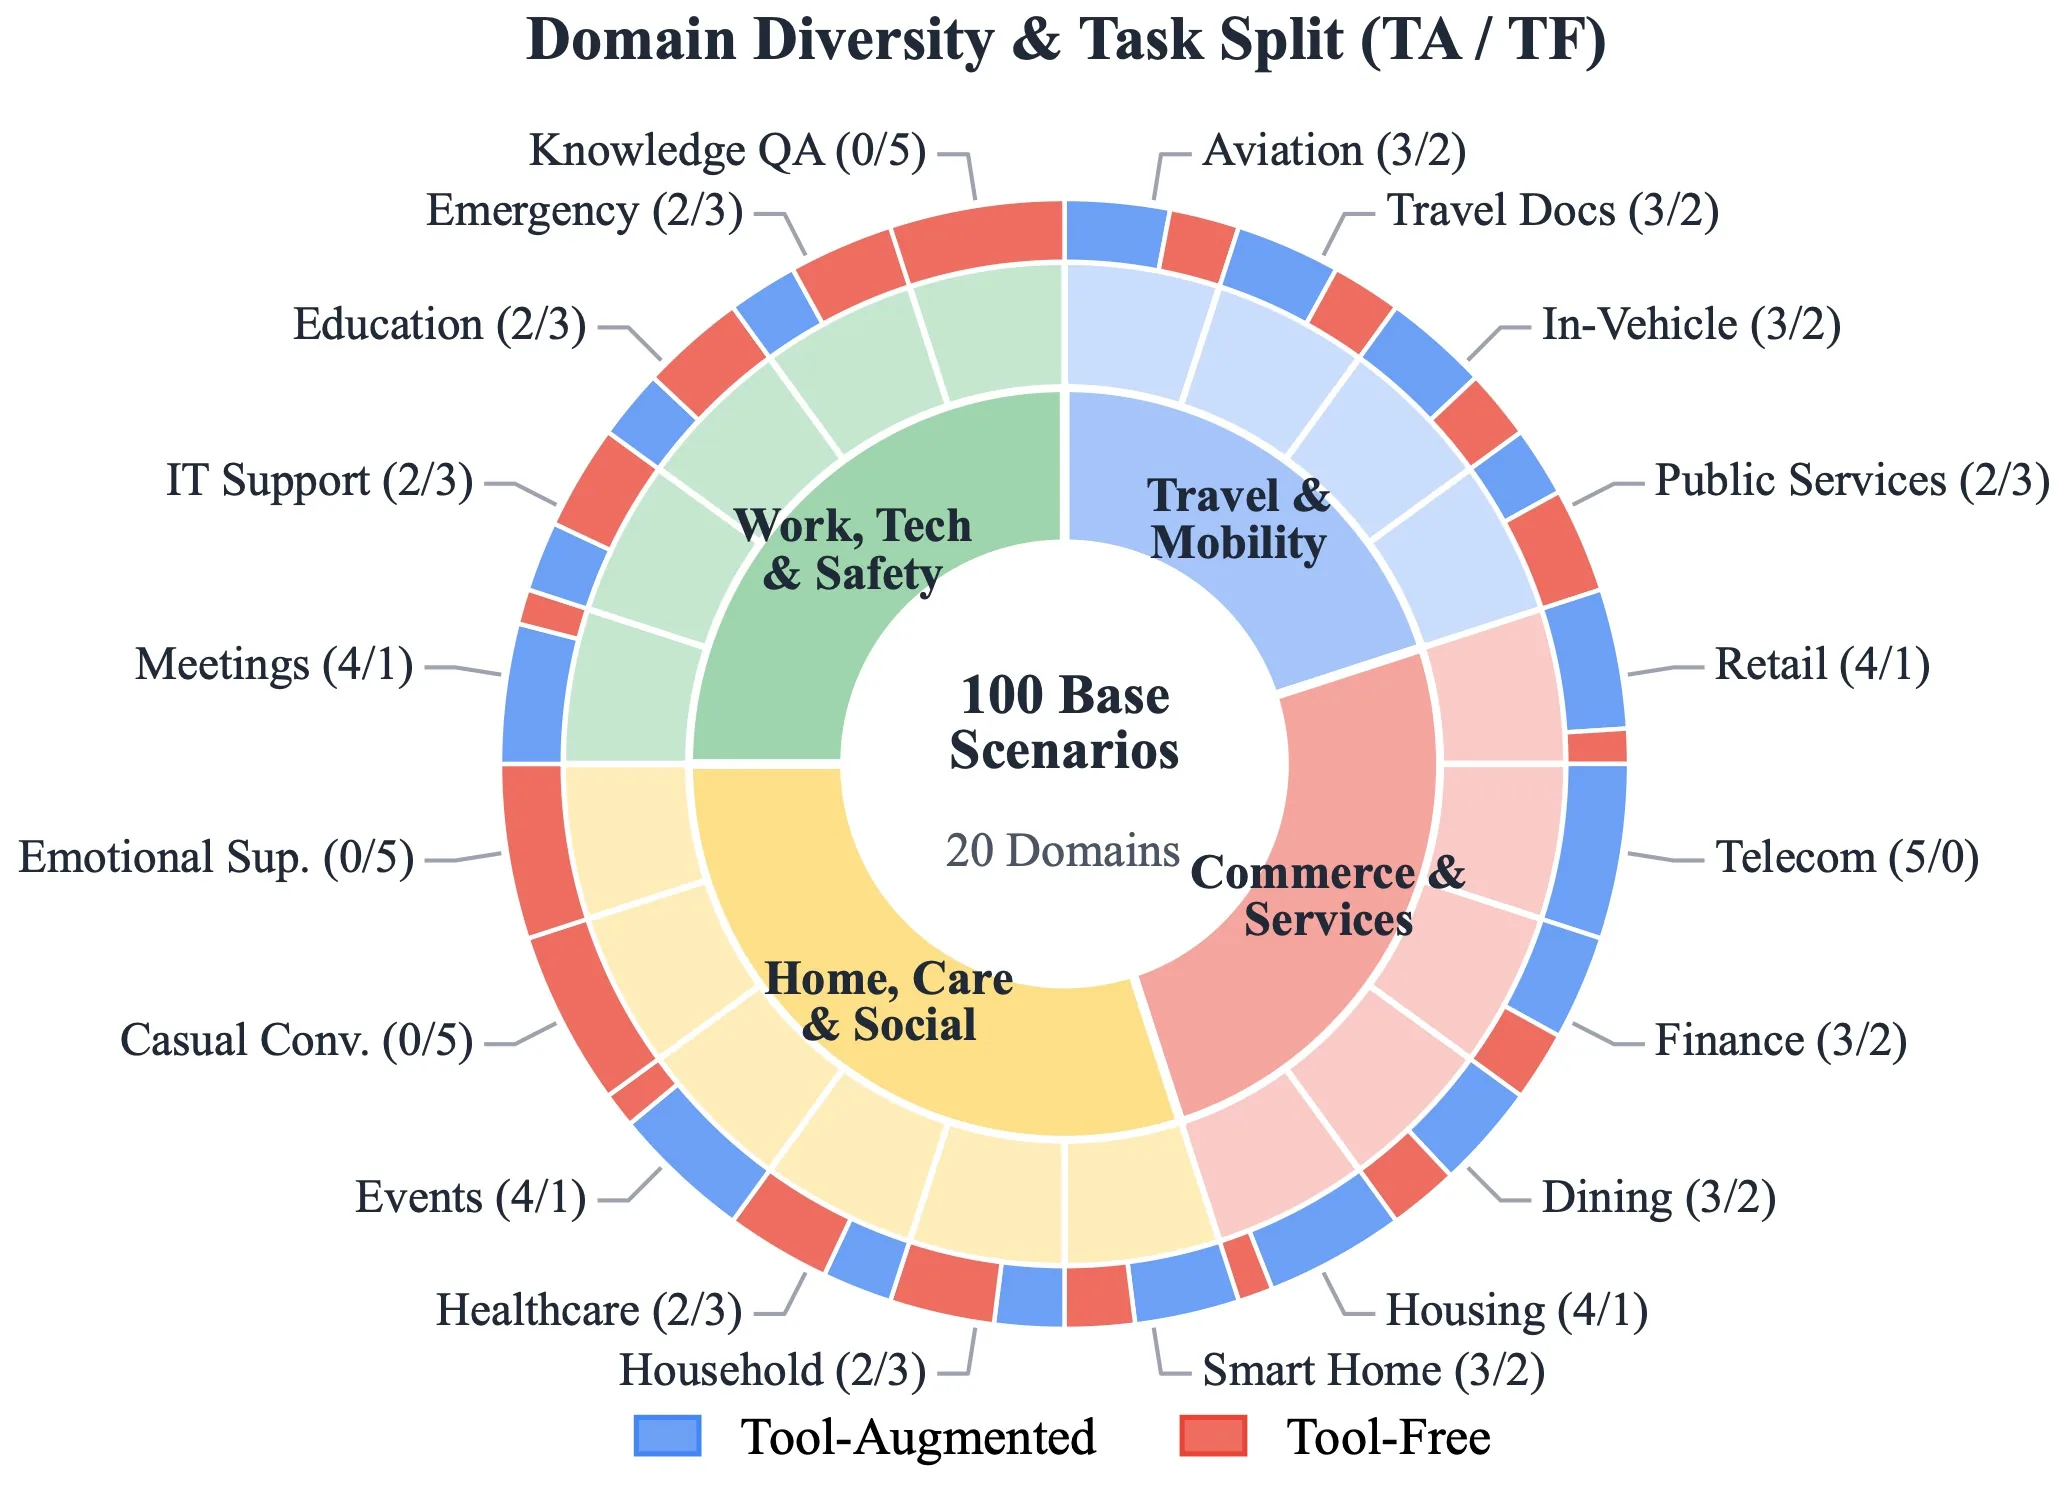 Domain Diversity & Task Split (TA / TF)
Knowledge QA (0/5)
Aviation (3/2)
Emergency (2/3)
Travel Docs (3/2)
Education (2/3)
In-Vehicle (3/2)
IT Support (2/3)
Public Services (2/3)
Meetings (4/1)
Retail (4/1)
Emotional Sup. (0/5)
Telecom (5/0)
Casual Conv. (0/5)
Finance (3/2)
Events (4/1)
Dining (3/2)
Healthcare (2/3)
Housing (4/1)
Household (2/3)
Smart Home (3/2)
Work, Tech
& Safety
Travel &
Mobility
100 Base
Scenarios
20 Domains
Commerce &
Services
Home, Care
& Social
Tool-Augmented
Tool-Free